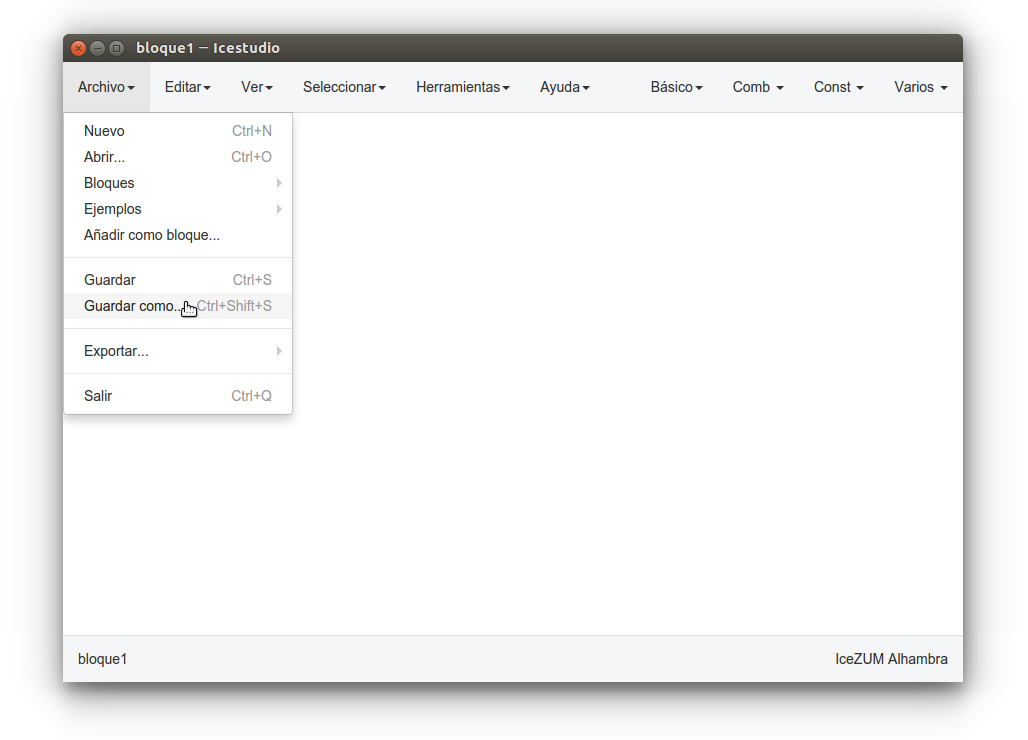 bloque1 — Icestudio
Archivo Editar Ver Seleccionar Herramientas Ayuda Básico Comb Const Varios
Nuevo Ctrl+N
Abrir... Ctrl+O
Bloques
Ejemplos
Añadir como bloque...
Guardar Ctrl+S
Guardar como... Ctrl+Shift+S
Exportar...
Salir Ctrl+Q
bloque1 IceZUM Alhambra